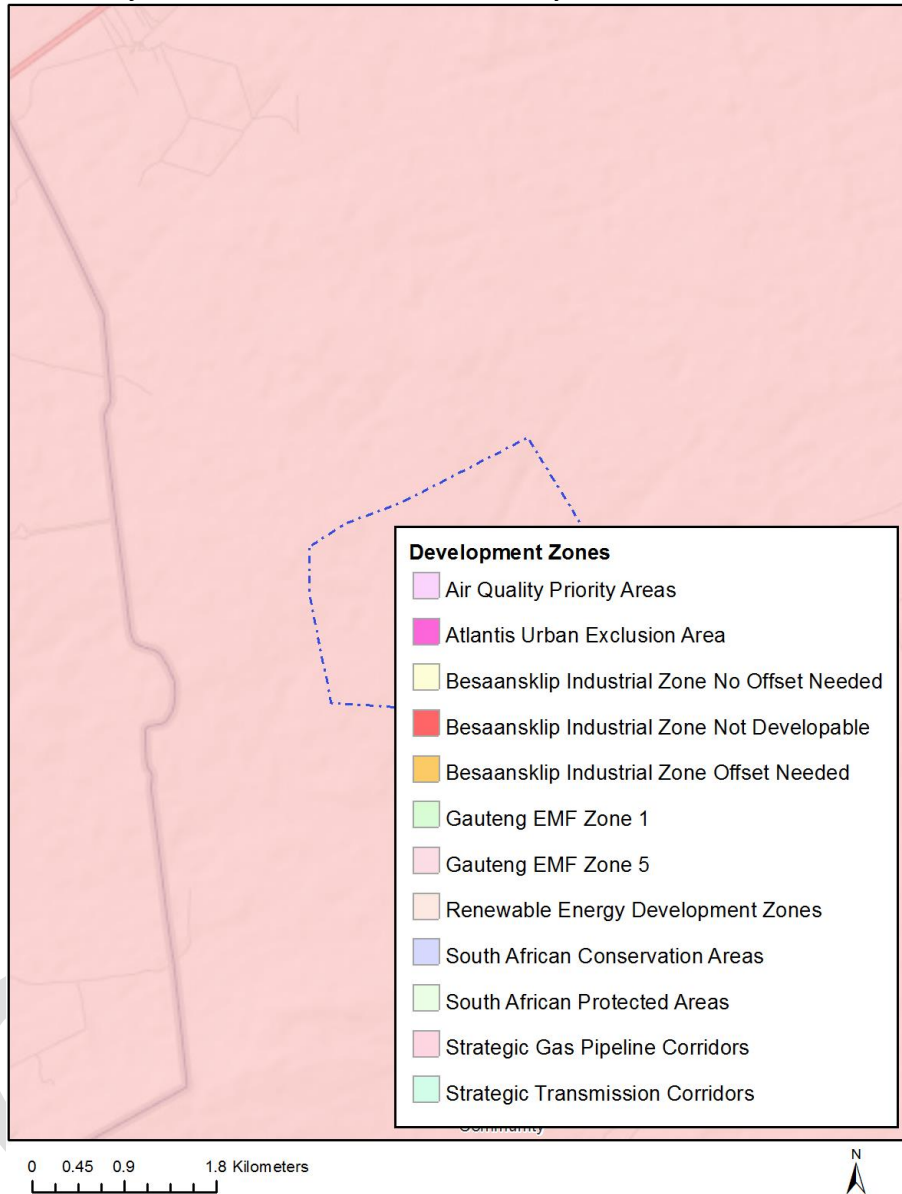 Development Zones
Air Quality Priority Areas
Atlantis Urban Exclusion Area
Besaansklip Industrial Zone No Offset Needed
Besaansklip Industrial Zone Not Developable
Besaansklip Industrial Zone Offset Needed
Gauteng EMF Zone 1
Gauteng EMF Zone 5
Renewable Energy Development Zones
South African Conservation Areas
South African Protected Areas
Strategic Gas Pipeline Corridors
Strategic Transmission Corridors
Community
0 0.45 0.9 1.8 Kilometers
N